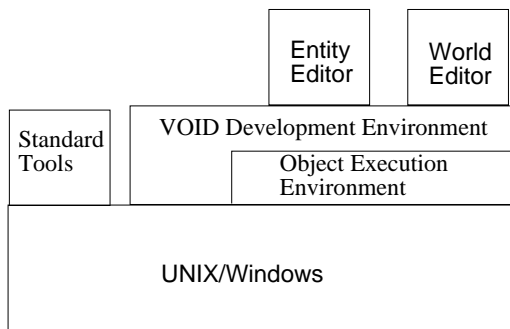 Entity
Editor
World
Editor
Standard
Tools
VOID Development Environment
Object Execution
Environment
UNIX/Windows